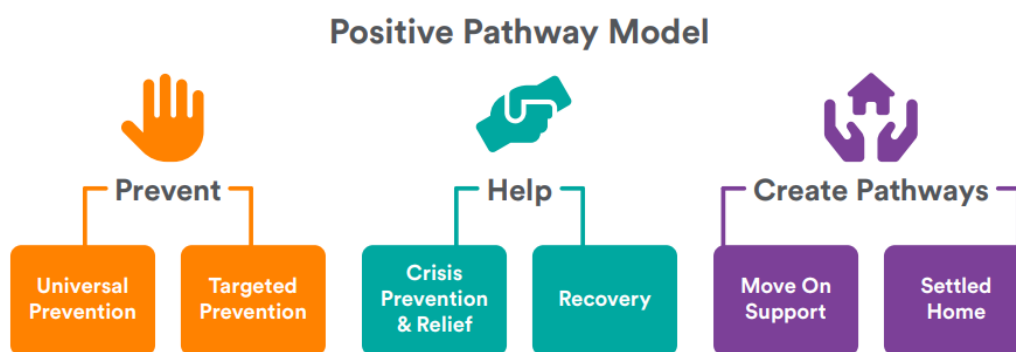 Positive Pathway Model
Prevent
Help
Create Pathways
Universal
Prevention
Targeted
Prevention
Crisis
Prevention
& Relief
Recovery
Move On
Support
Settled
Home